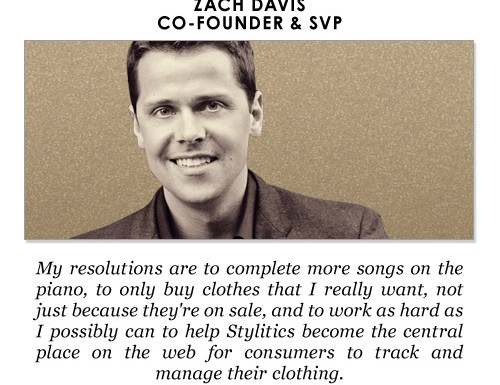 ZACH DAVIS
CO-FOUNDER & SVP
My resolutions are to complete more songs on the
piano, to only buy clothes that I really want, not
just because they're on sale, and to work as hard as
I possibly can to help Stylitics become the central
place on the web for consumers to track and
manage their clothing.